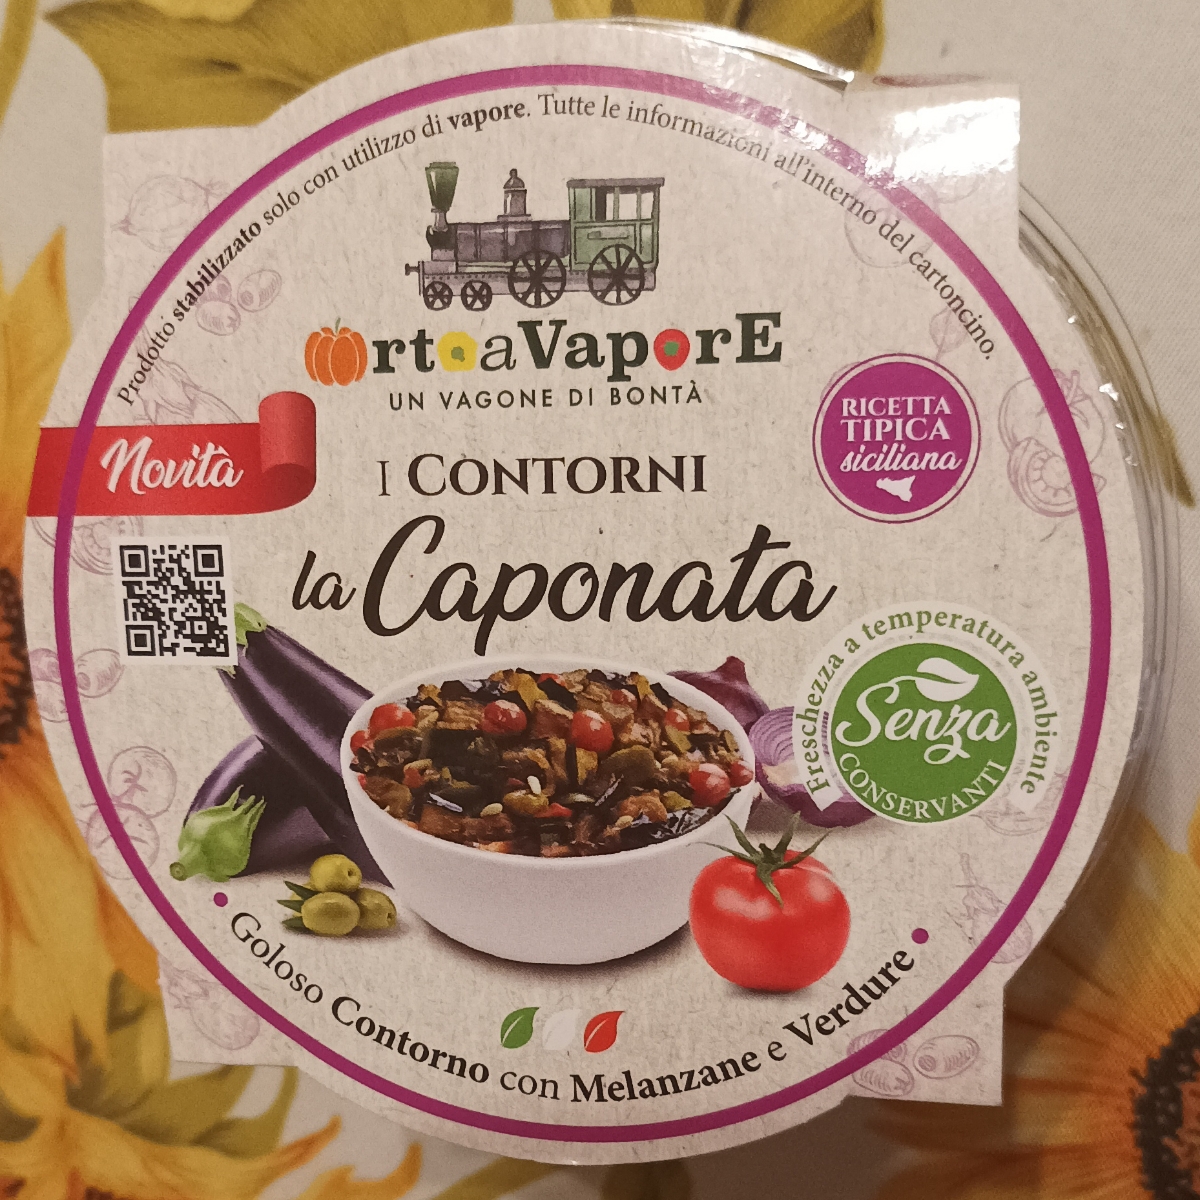 Prodotto stabilizzato solo con utilizzo di vapore. Tutte le informazioni all'interno del cartoncino.
OrtoaVaporE
UN VAGONE DI BONTÀ
RICETTA
TIPICA
siciliana
Novità
I CONTORNI
la Caponata
Freschezza a temperatura ambiente
Senza
CONSERVANTI
Goloso Contorno con Melanzane e Verdure